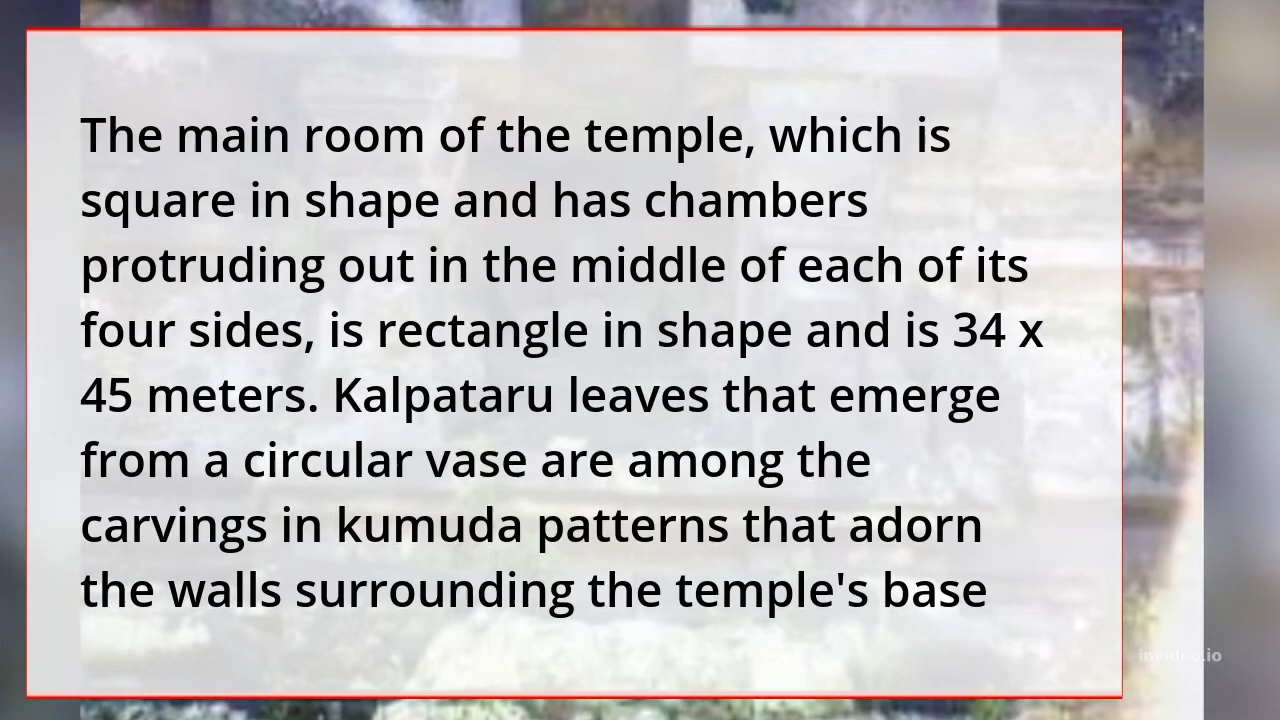 The main room of the temple, which is
square in shape and has chambers
protruding out in the middle of each of its
four sides, is rectangle in shape and is 34 x
45 meters. Kalpataru leaves that emerge
from a circular vase are among the
carvings in kumuda patterns that adorn
the walls surrounding the temple's base
invideo.io